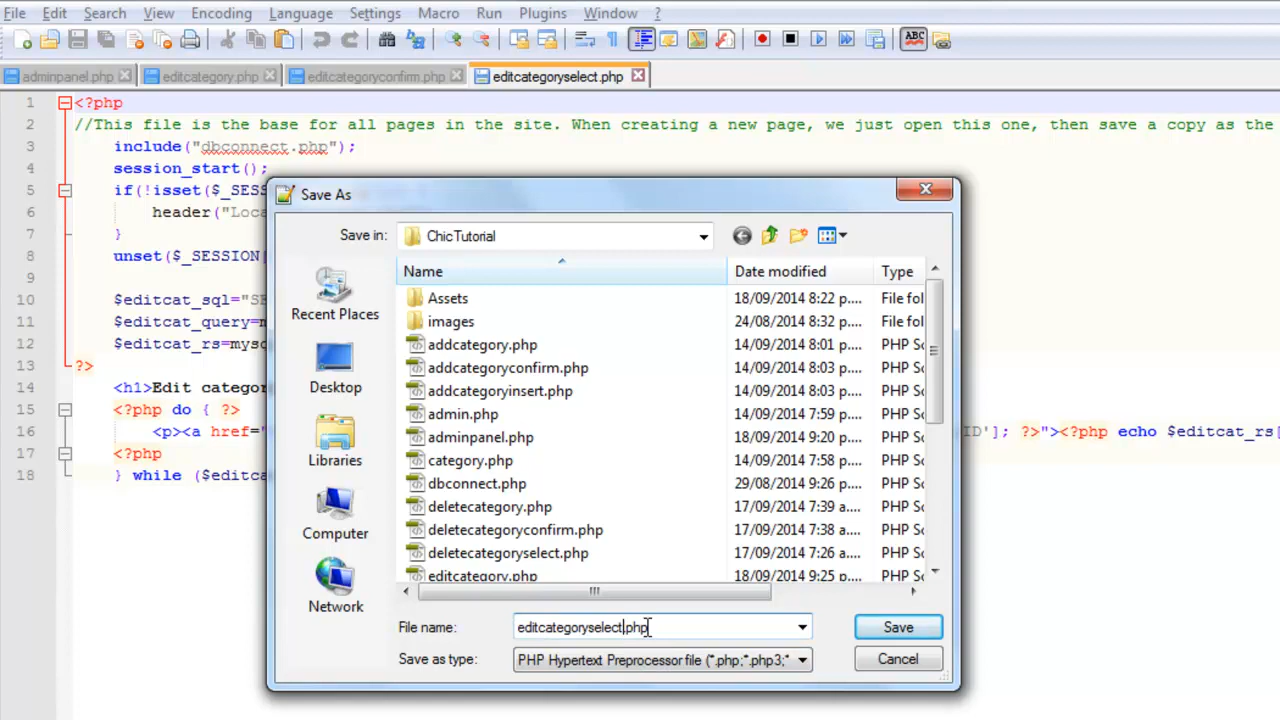 File Edit Search View Encoding Language Settings Macro Run Plugins Window ?
ABC
adminpanel.php editcategory.php editcategoryconfirm.php editcategoryselect.php
1 <?php
2 //This file is the base for all pages in the site. When creating a new page, we just open this one, then save a copy as the
3 include("dbconnect.php");
4 session_start();
5 if(!isset($_SESS
6 header("Loca
7 }
8 unset($_SESSION[
9
10 $editcat_sql="SE
11 $editcat_query=m
12 $editcat_rs=mysq
13 ?>
14 <h1>Edit categor
15 <?php do { ?>
16 <p><a href=" ID']; ?>"><?php echo $editcat_rs[
17 <?php
18 } while ($editca
Save As
Save in: ChicTutorial
Name Date modified Type
Assets 18/09/2014 8:22 p.... File fol
images 24/08/2014 8:32 p.... File fol
addcategory.php 14/09/2014 8:01 p.... PHP Sc
addcategoryconfirm.php 14/09/2014 8:03 p.... PHP Sc
addcategoryinsert.php 14/09/2014 8:03 p.... PHP Sc
admin.php 14/09/2014 7:59 p.... PHP Sc
adminpanel.php 18/09/2014 9:20 p.... PHP Sc
category.php 14/09/2014 7:58 p.... PHP Sc
dbconnect.php 29/08/2014 9:26 p.... PHP Sc
deletecategory.php 17/09/2014 7:39 a.... PHP Sc
deletecategoryconfirm.php 17/09/2014 7:38 a.... PHP Sc
deletecategoryselect.php 17/09/2014 7:26 a.... PHP Sc
editcategory.php 18/09/2014 9:25 p.... PHP Sc
Recent Places
Desktop
Libraries
Computer
Network
File name: editcategoryselect.php Save
Save as type: PHP Hypertext Preprocessor file (*.php;*.php3;* Cancel